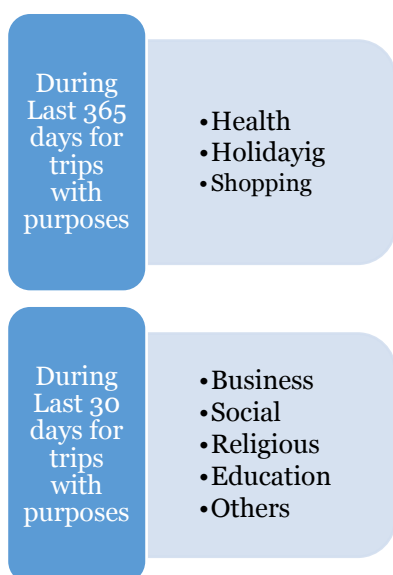 During
Last 365
days for
trips
with
purposes
•Health
•Holidayig
•Shopping
During
Last 30
days for
trips
with
purposes
•Business
•Social
•Religious
•Education
•Others